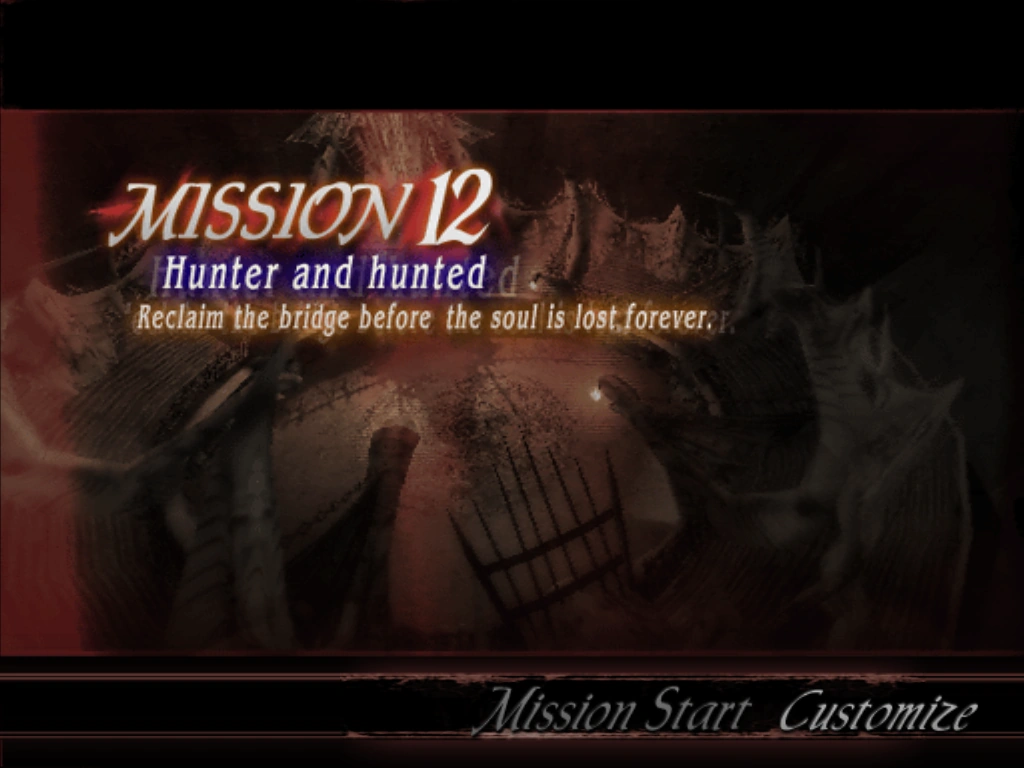 MISSION 12
Hunter and hunted
Reclaim the bridge before the soul is lost forever.
Mission Start Customize